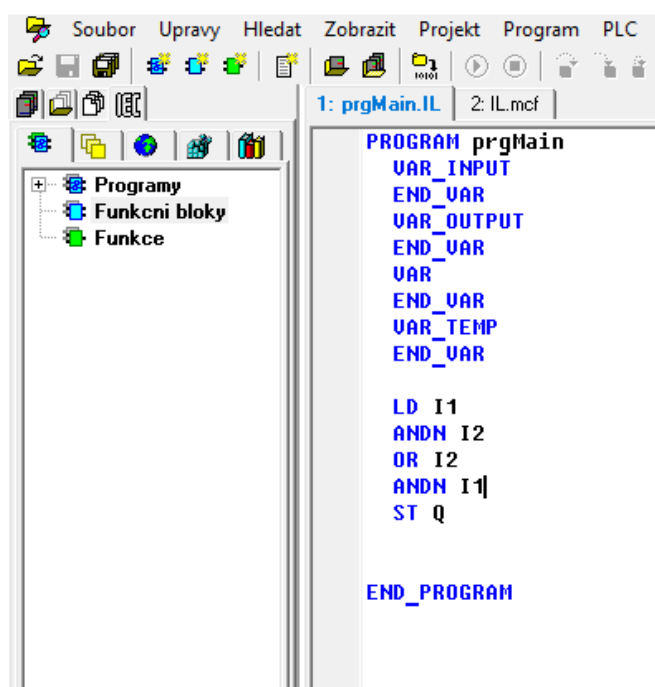 Soubor Upravy Hledat Zobrazit Projekt Program PLC
1: prgMain.IL 2: IL.mcf
Programy
Funkcni bloky
Funkce
PROGRAM prgMain
VAR_INPUT
END_VAR
VAR_OUTPUT
END_VAR
VAR
END_VAR
VAR_TEMP
END_VAR
LD I1
ANDN I2
OR I2
ANDN I1
ST Q
END_PROGRAM